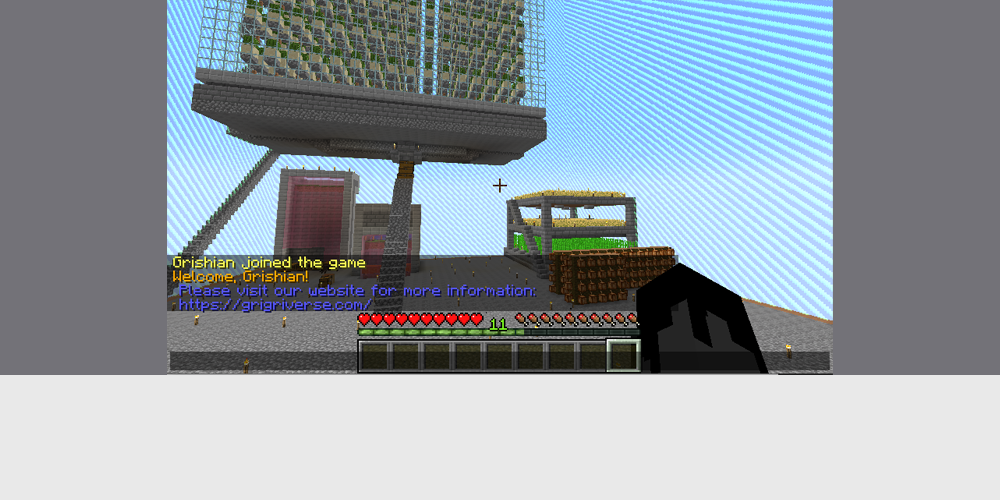 Grishian joined the game
Welcome, Grishian!
Please visit our website for more information:
https://grigriverse.com/
11